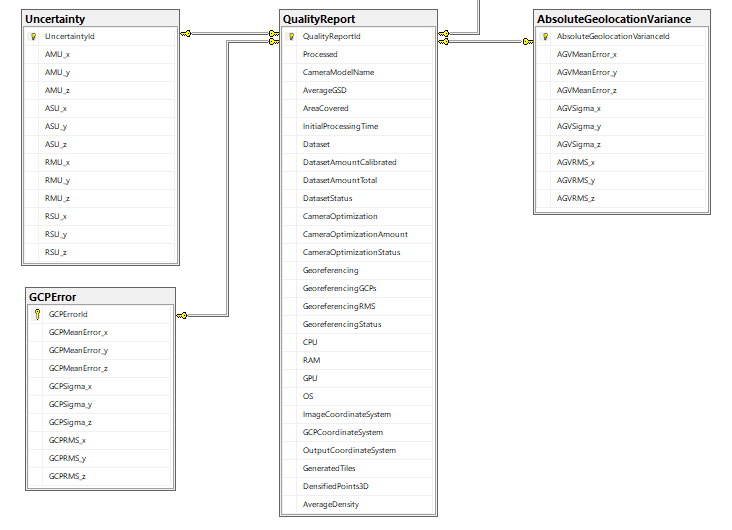 Uncertainty
UncertaintyId
AMU_x
AMU_y
AMU_z
ASU_x
ASU_y
ASU_z
RMU_x
RMU_y
RMU_z
RSU_x
RSU_y
RSU_z
GCPError
GCPErrorId
GCPMeanError_x
GCPMeanError_y
GCPMeanError_z
GCPSigma_x
GCPSigma_y
GCPSigma_z
GCPRMS_x
GCPRMS_y
GCPRMS_z
QualityReport
QualityReportId
Processed
CameraModelName
AverageGSD
AreaCovered
InitialProcessingTime
Dataset
DatasetAmountCalibrated
DatasetAmountTotal
DatasetStatus
CameraOptimization
CameraOptimizationAmount
CameraOptimizationStatus
Georeferencing
GeoreferencingGCPs
GeoreferencingRMS
GeoreferencingStatus
CPU
RAM
GPU
OS
ImageCoordinateSystem
GCPCoordinateSystem
OutputCoordinateSystem
GeneratedTiles
DensifiedPoints3D
AverageDensity
AbsoluteGeolocationVariance
AbsoluteGeolocationVarianceId
AGVMeanError_x
AGVMeanError_y
AGVMeanError_z
AGVSigma_x
AGVSigma_y
AGVSigma_z
AGVRMS_x
AGVRMS_y
AGVRMS_z